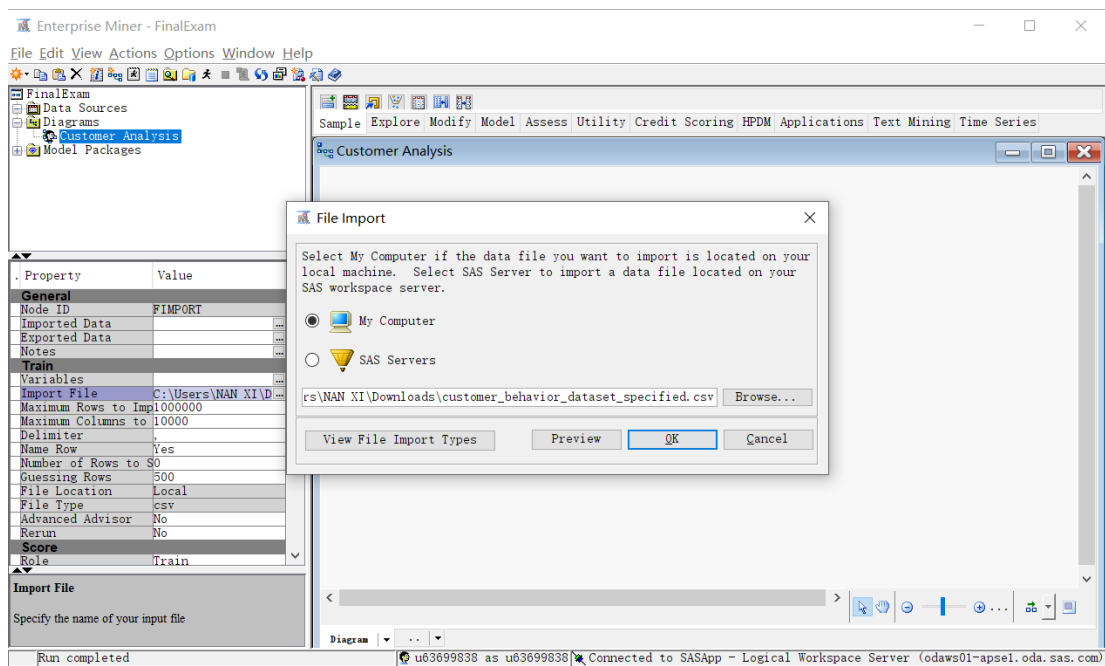 Enterprise Miner - FinalExam
File Edit View Actions Options Window Help
FinalExam
Data Sources
Diagrams
Customer Analysis
Model Packages
Sample Explore Modify Model Assess Utility Credit Scoring HPDM Applications Text Mining Time Series
Customer Analysis
File Import
Select My Computer if the data file you want to import is located on your
local machine. Select SAS Server to import a data file located on your
SAS workspace server.
My Computer
SAS Servers
rs\NAN XI\Downloads\customer_behavior_dataset_specified.csv Browse...
View File Import Types Preview OK Cancel
. Property Value
General
Node ID FIMPORT
Imported Data ...
Exported Data ...
Notes ...
Train
Variables ...
Import File C:\Users\NAN XI\D ...
Maximum Rows to Imp 1000000
Maximum Columns to 10000
Delimiter ,
Name Row Yes
Number of Rows to S 0
Guessing Rows 500
File Location Local
File Type csv
Advanced Advisor No
Rerun No
Score
Role Train
Import File
Specify the name of your input file
...
Diagram ..
Run completed
u63699838 as u63699838 Connected to SASApp - Logical Workspace Server (odaws01-apse1.oda.sas.com)